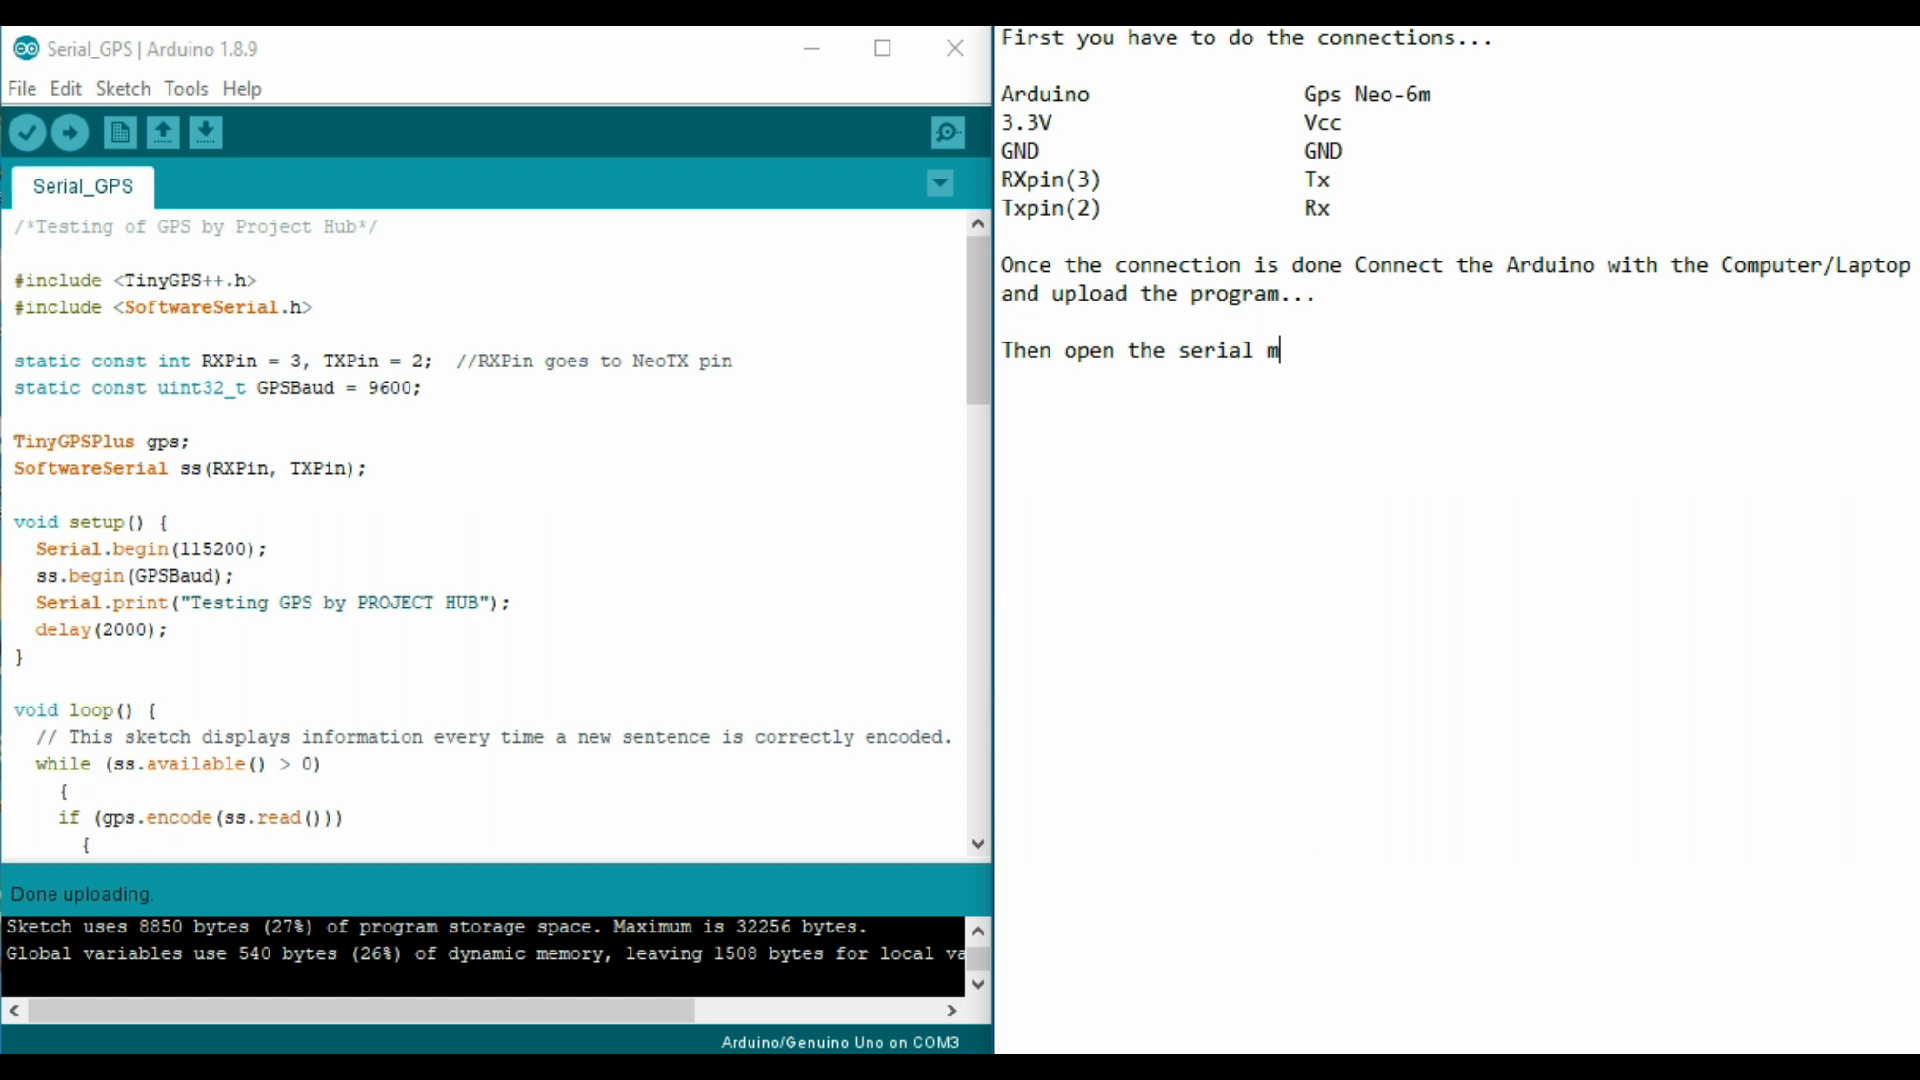 Serial_GPS | Arduino 1.8.9
File Edit Sketch Tools Help
Serial_GPS
/*Testing of GPS by Project Hub*/
#include <TinyGPS++.h>
#include <SoftwareSerial.h>
static const int RXPin = 3, TXPin = 2;  //RXPin goes to NeoTX pin
static const uint32_t GPSBaud = 9600;
TinyGPSPlus gps;
SoftwareSerial ss(RXPin, TXPin);
void setup() {
Serial.begin(115200);
ss.begin(GPSBaud);
Serial.print("Testing GPS by PROJECT HUB");
delay(2000);
}
void loop() {
// This sketch displays information every time a new sentence is correctly encoded.
while (ss.available() > 0)
{
if (gps.encode(ss.read()))
{
Done uploading.
Sketch uses 8850 bytes (27%) of program storage space. Maximum is 32256 bytes.
Global variables use 540 bytes (26%) of dynamic memory, leaving 1508 bytes for local va
Arduino/Genuino Uno on COM3
First you have to do the connections...
Arduino Gps Neo-6m
3.3V Vcc
GND GND
RXpin(3) Tx
Txpin(2) Rx
Once the connection is done Connect the Arduino with the Computer/Laptop
and upload the program...
Then open the serial m